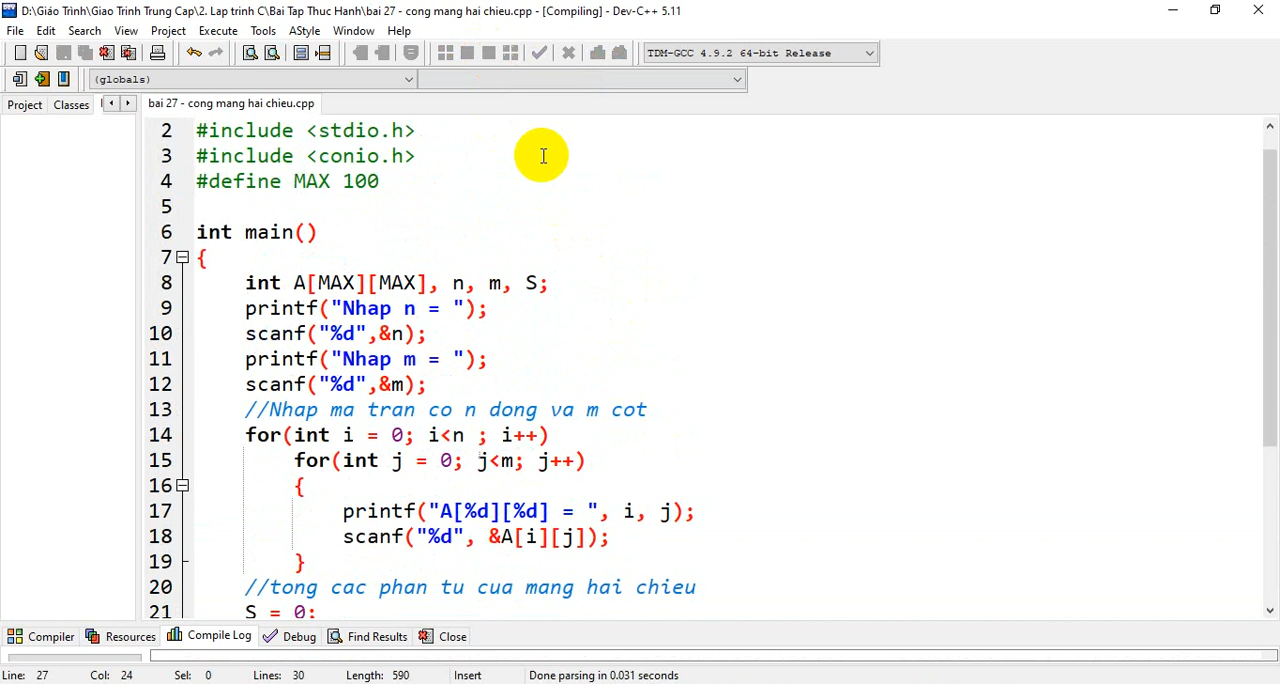 D:\Giáo Trình\Giao Trinh Trung Cap\2. Lap trinh C\Bai Tap Thuc Hanh\bai 27 - cong mang hai chieu.cpp - [Compiling] - Dev-C++ 5.11
File Edit Search View Project Execute Tools AStyle Window Help
TDM-GCC 4.9.2 64-bit Release
(globals)
Project Classes bai 27 - cong mang hai chieu.cpp
2 #include <stdio.h>
3 #include <conio.h>
4 #define MAX 100
5
6 int main()
7 {
8 int A[MAX][MAX], n, m, S;
9 printf("Nhap n = ");
10 scanf("%d",&n);
11 printf("Nhap m = ");
12 scanf("%d",&m);
13 //Nhap ma tran co n dong va m cot
14 for(int i = 0; i<n ; i++)
15 for(int j = 0; j<m; j++)
16 {
17 printf("A[%d][%d] = ", i, j);
18 scanf("%d", &A[i][j]);
19 }
20 //tong cac phan tu cua mang hai chieu
21 S = 0;
Compiler Resources Compile Log Debug Find Results Close
Line: 27 Col: 24 Sel: 0 Lines: 30 Length: 590 Insert Done parsing in 0.031 seconds